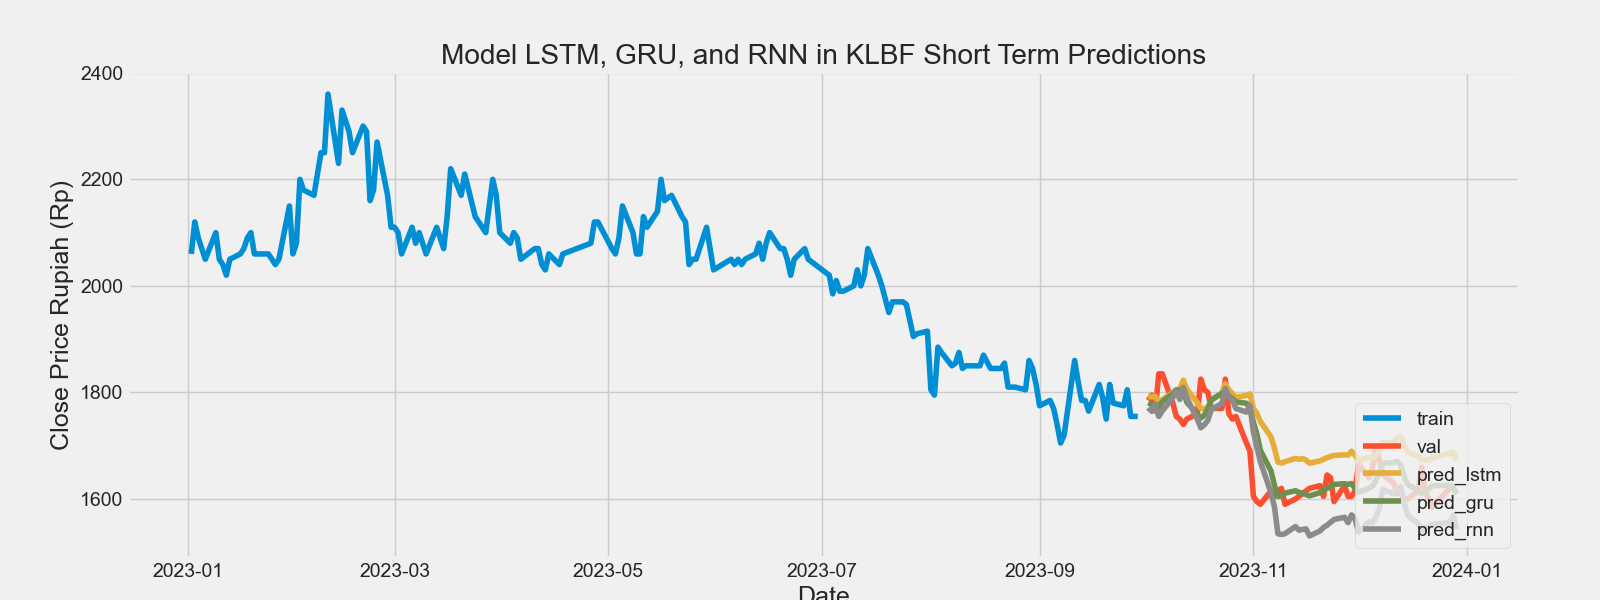 Model LSTM, GRU, and RNN in KLBF Short Term Predictions
Close Price Rupiah (Rp)
2400
2200
2000
1800
1600
train
val
pred_lstm
pred_gru
pred_rnn
2023-01 2023-03 2023-05 2023-07 2023-09 2023-11 2024-01
Date